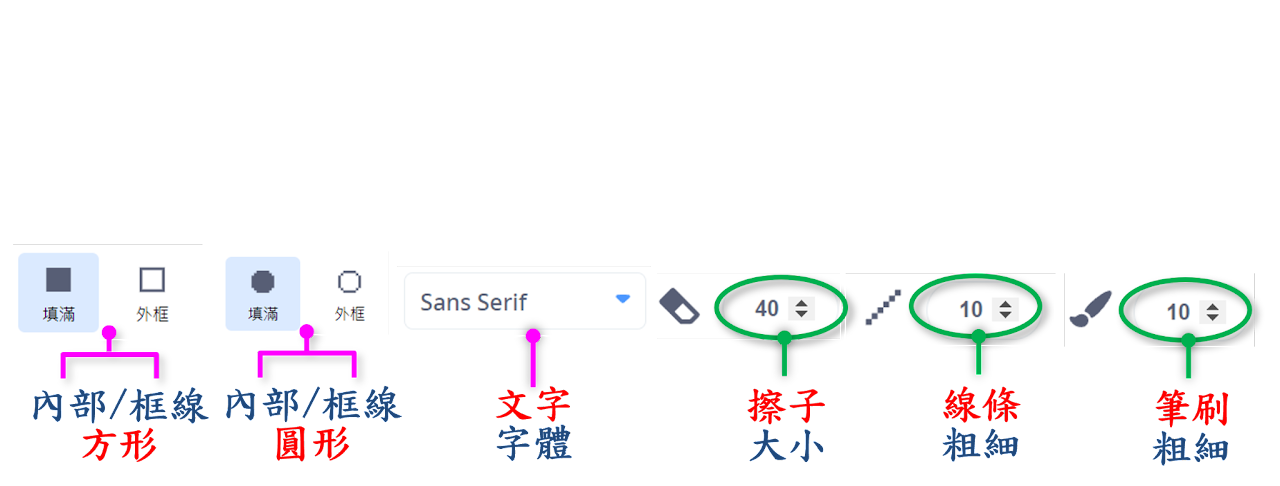 填滿 外框
內部/框線
方形
填滿 外框
內部/框線
圓形
Sans Serif
文字
字體
40
擦子
大小
10
線條
粗細
10
筆刷
粗細